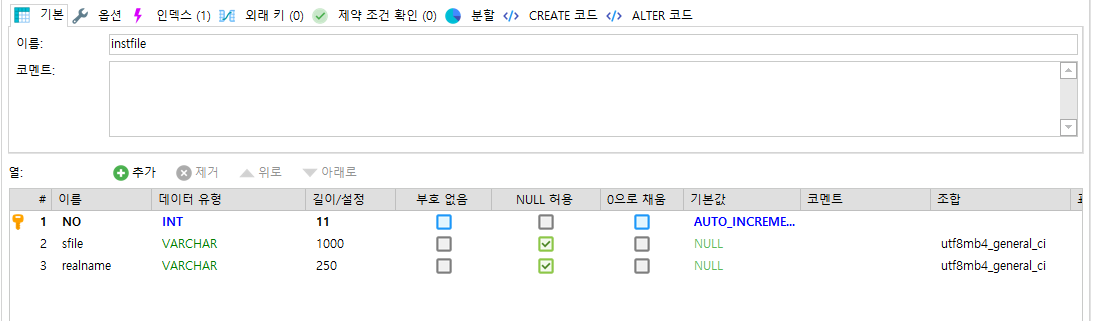 기본 옵션 인덱스 (1) 외래 키 (0) 제약 조건 확인 (0) 분할 CREATE 코드 ALTER 코드
이름: instfile
코멘트:
열: 추가 제거 위로 아래로
# 이름 데이터 유형 길이/설정 부호 없음 NULL 허용 0으로 채움 기본값 코멘트 조합
1 NO INT 11 AUTO_INCREME...
2 sfile VARCHAR 1000 NULL utf8mb4_general_ci
3 realname VARCHAR 250 NULL utf8mb4_general_ci